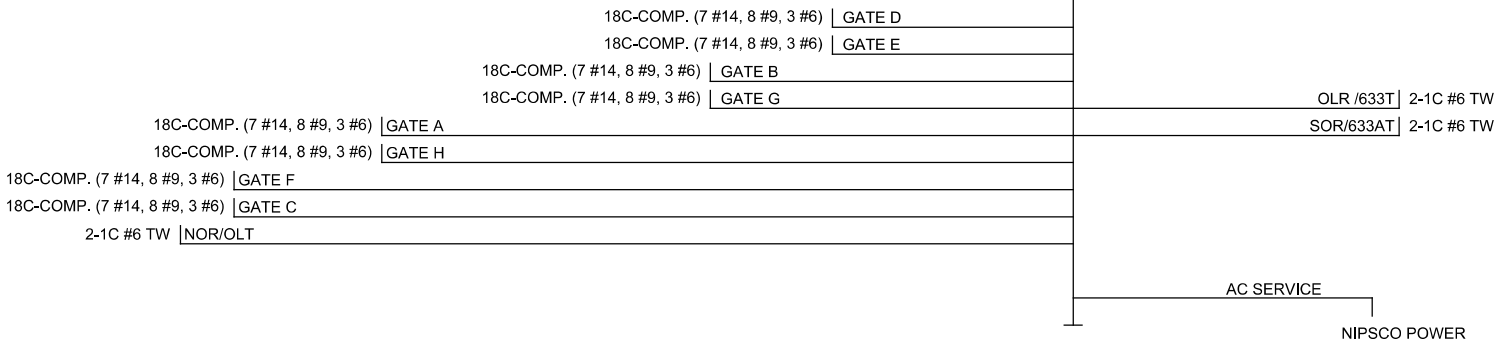 18C-COMP. (7 #14, 8 #9, 3 #6) GATE D
18C-COMP. (7 #14, 8 #9, 3 #6) GATE E
18C-COMP. (7 #14, 8 #9, 3 #6) GATE B
18C-COMP. (7 #14, 8 #9, 3 #6) GATE G
OLR /633T 2-1C #6 TW
18C-COMP. (7 #14, 8 #9, 3 #6) GATE A
SOR/633AT 2-1C #6 TW
18C-COMP. (7 #14, 8 #9, 3 #6) GATE H
18C-COMP. (7 #14, 8 #9, 3 #6) GATE F
18C-COMP. (7 #14, 8 #9, 3 #6) GATE C
2-1C #6 TW NOR/OLT
AC SERVICE
NIPSCO POWER